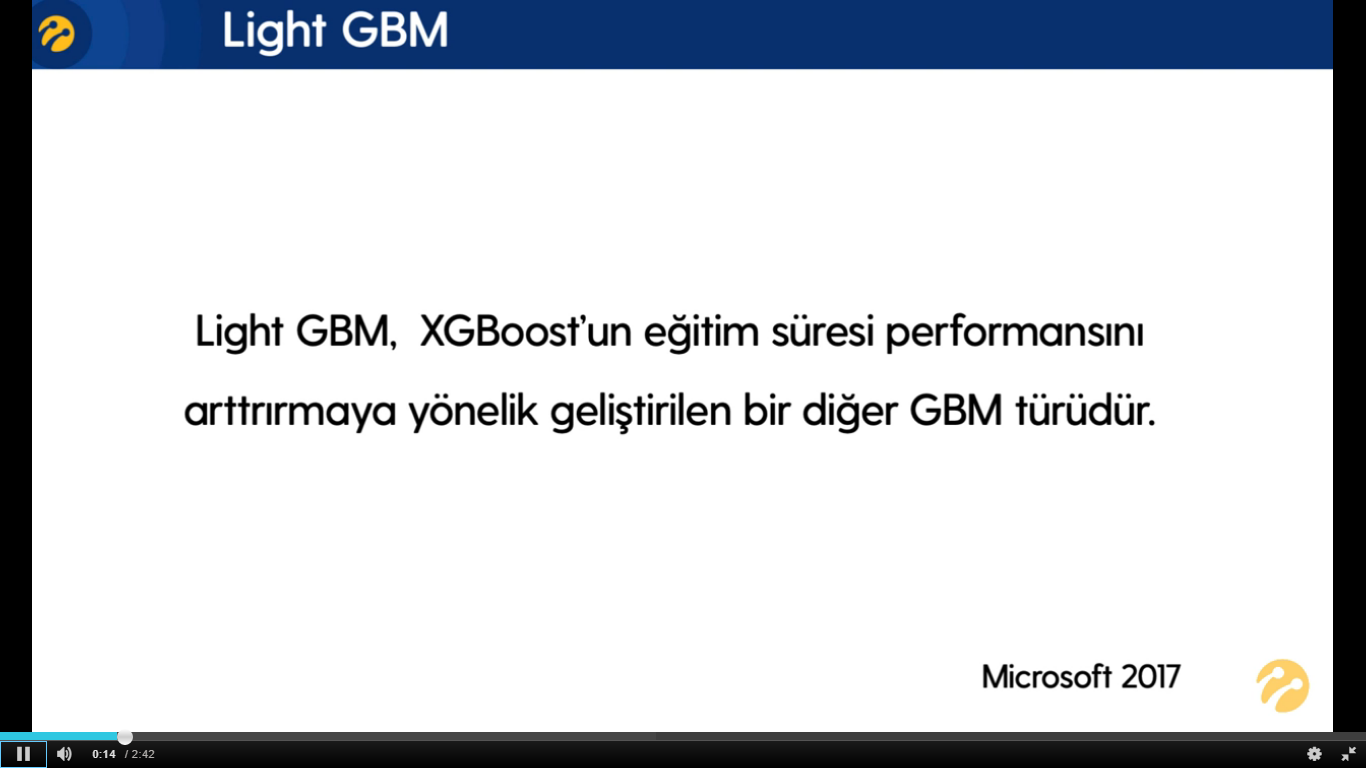 Light GBM
Light GBM, XGBoost’un eğitim süresi performansını
arttrırmaya yönelik geliştirilen bir diğer GBM türüdür.
Microsoft 2017
0:14 / 2:42